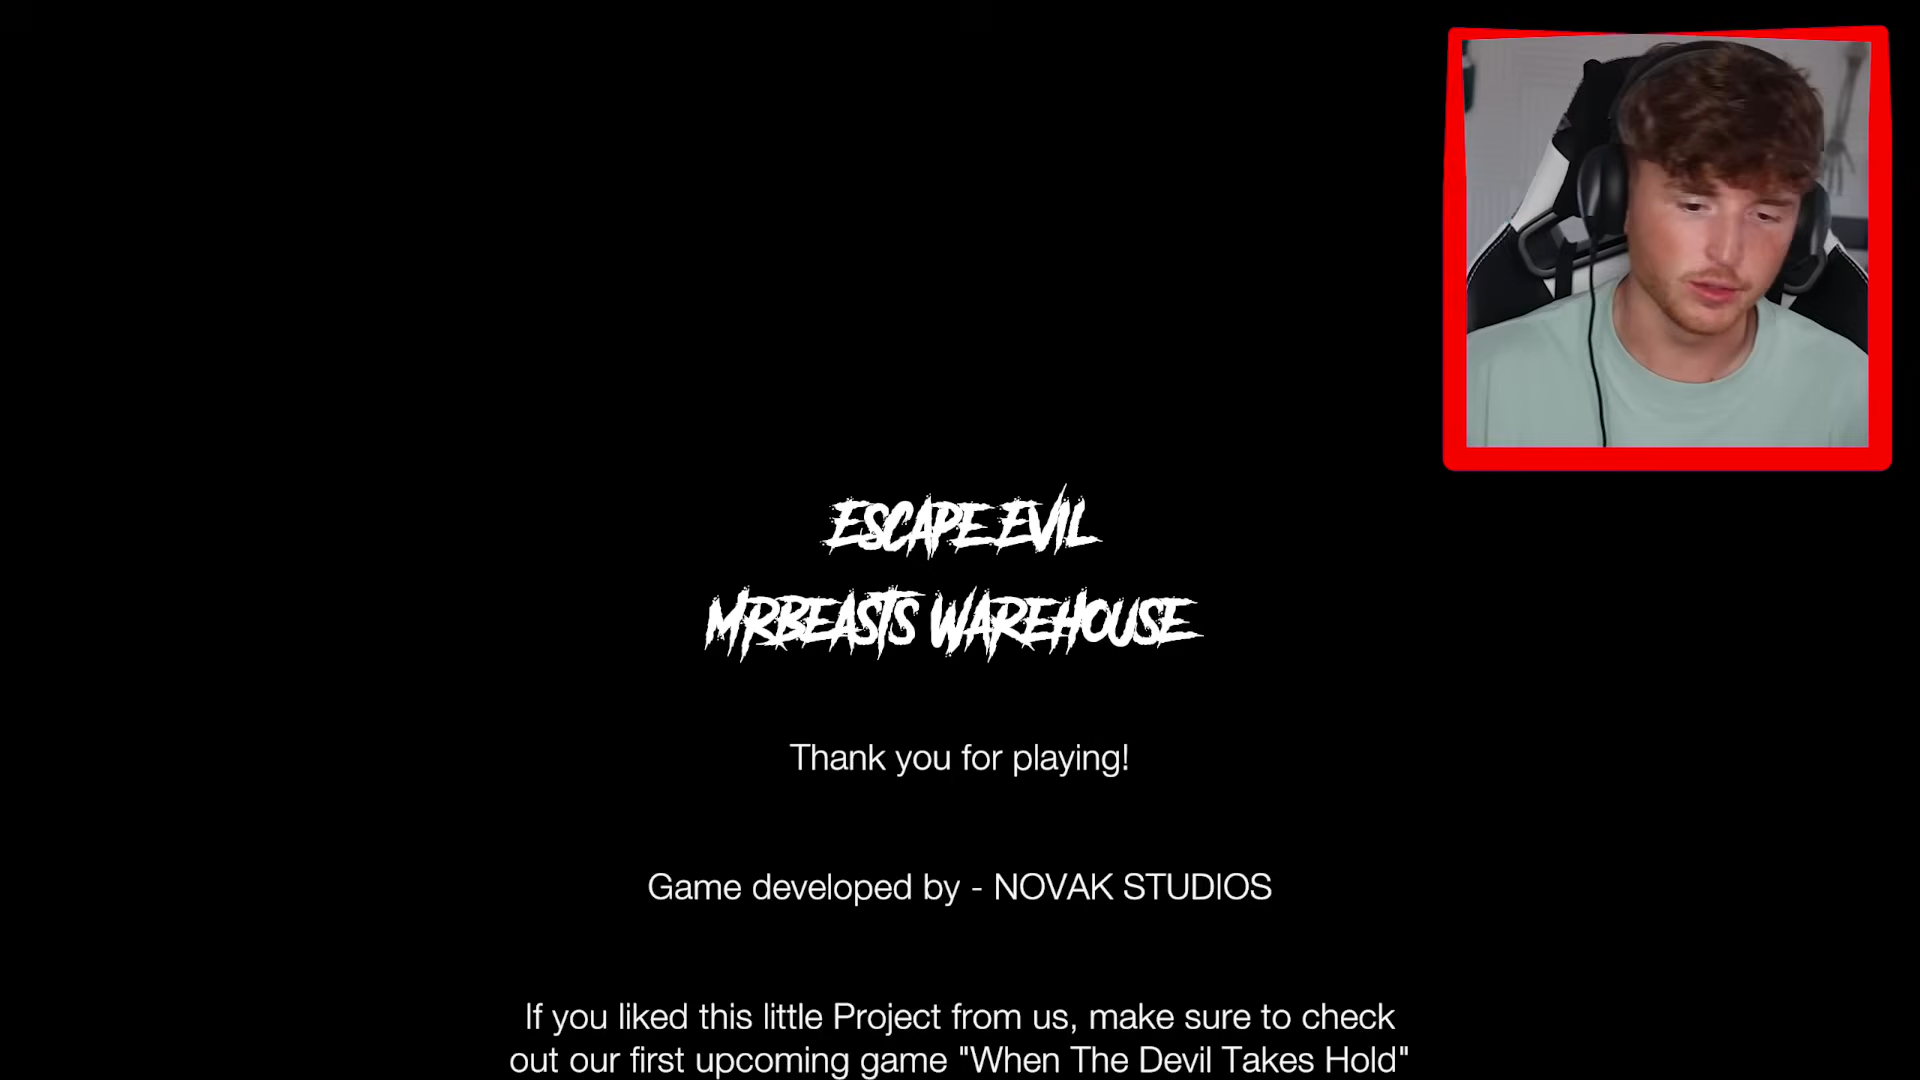 ESCAPE EVIL
MRBEASTS WAREHOUSE
Thank you for playing!
Game developed by - NOVAK STUDIOS
If you liked this little Project from us, make sure to check
out our first upcoming game "When The Devil Takes Hold"